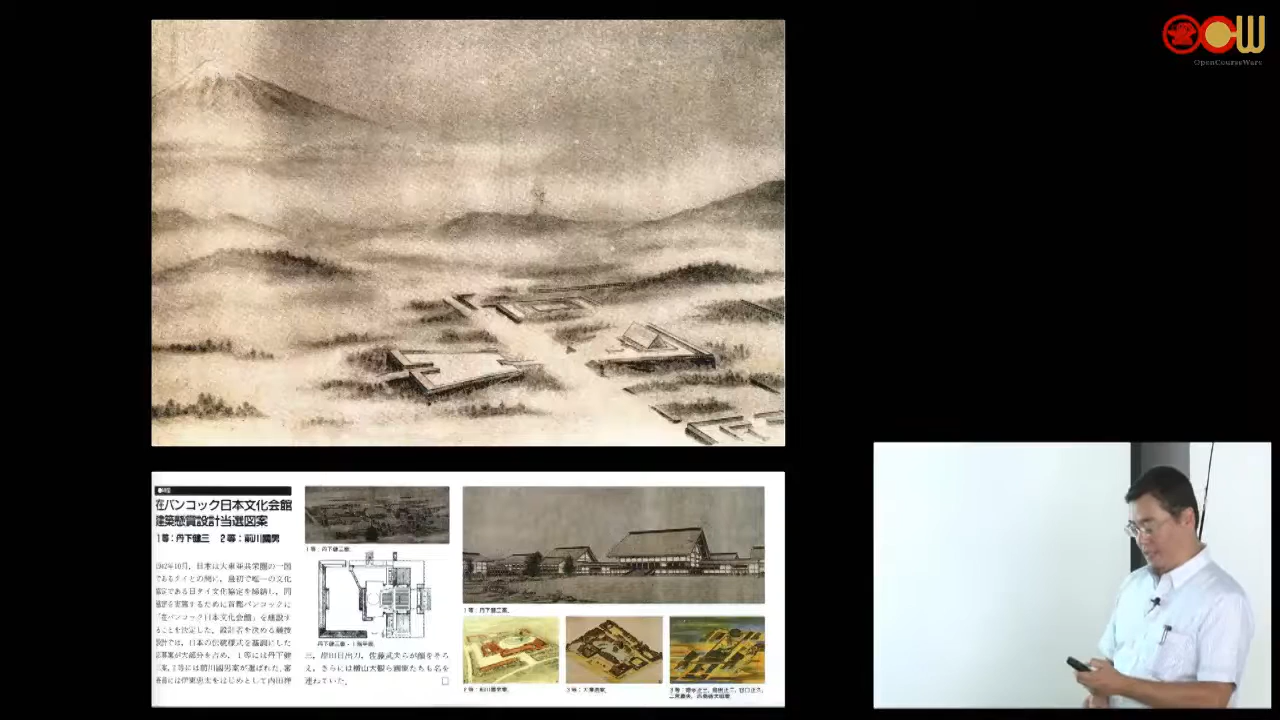 OCW
OpenCourseWare
在バンコック日本文化会館
建築懸賞設計当選図案
1等：丹下健三　2等：前川國男
1942年10月，日本は大東亜共栄圏の一国
であるタイとの間に，最初で唯一の文化
協定である日タイ文化協定を締結し，同
協定を実施するために首都バンコックに
「在バンコック日本文化会館」を建設す
ることを決定した。設計者を決める競技
設計では，日本の伝統様式を基調にした
応募案が大部分を占め，1等には丹下健
三案，2等には前川國男案が選ばれた。審
査員には伊東忠太をはじめとして内田祥
1等：丹下健三案。
丹下健三案・1階平面。
三，岸田日出刀，佐藤武夫らが顔をそろ
え，さらには横山大観ら画家たちも名を
連ねていた。
1等：丹下健三案。
2等：前川國男案。
3等：大澤浩案。